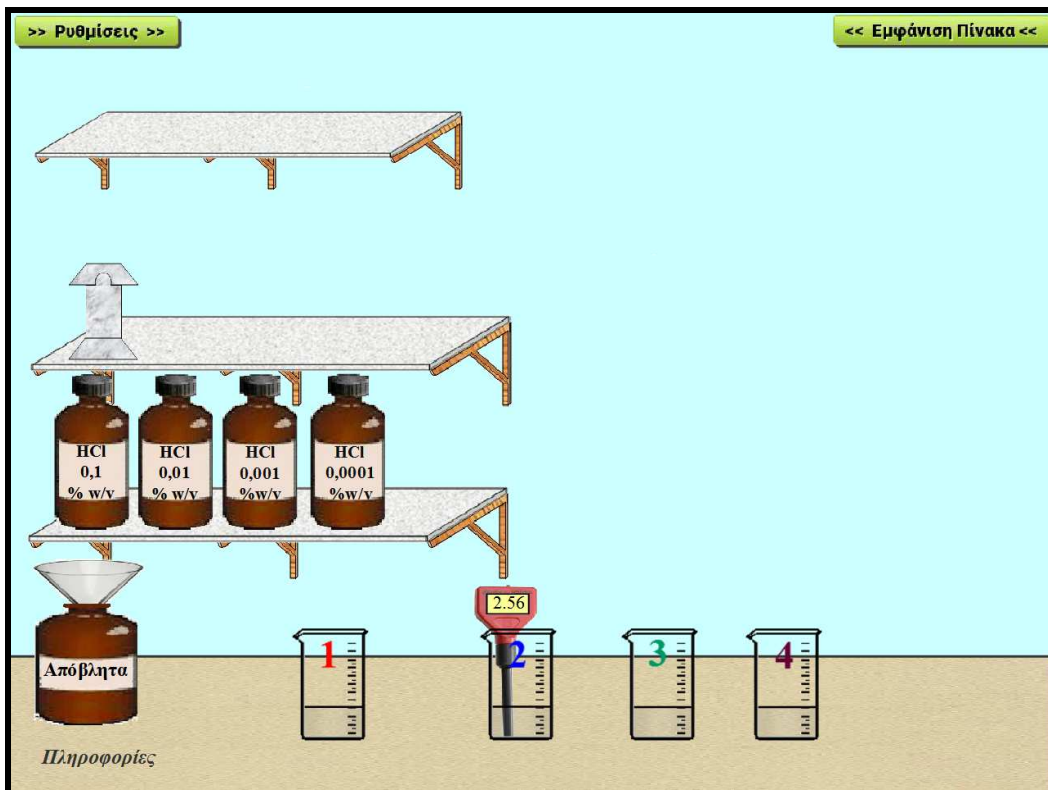 >> Ρυθμίσεις >>
<< Εμφάνιση Πίνακα <<
HCl
0,1
% w/v
HCl
0,01
% w/v
HCl
0,001
%w/v
HCl
0,0001
%w/v
2.56
1
2
3
4
Απόβλητα
Πληροφορίες